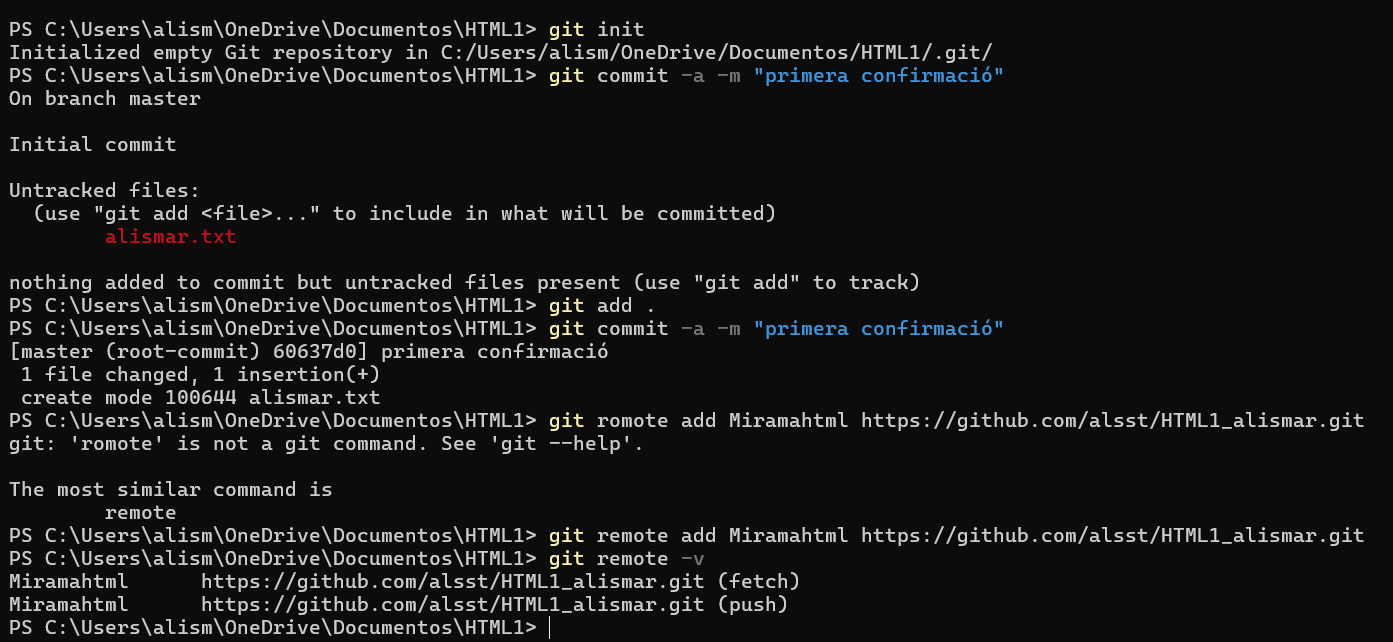 PS C:\Users\alism\OneDrive\Documentos\HTML1> git init
Initialized empty Git repository in C:/Users/alism/OneDrive/Documentos/HTML1/.git/
PS C:\Users\alism\OneDrive\Documentos\HTML1> git commit -a -m "primera confirmació"
On branch master

Initial commit

Untracked files:
  (use "git add <file>..." to include in what will be committed)
        alismar.txt

nothing added to commit but untracked files present (use "git add" to track)
PS C:\Users\alism\OneDrive\Documentos\HTML1> git add .
PS C:\Users\alism\OneDrive\Documentos\HTML1> git commit -a -m "primera confirmació"
[master (root-commit) 60637d0] primera confirmació
 1 file changed, 1 insertion(+)
 create mode 100644 alismar.txt
PS C:\Users\alism\OneDrive\Documentos\HTML1> git romote add Miramahtml https://github.com/alsst/HTML1_alismar.git
git: 'romote' is not a git command. See 'git --help'.

The most similar command is
        remote
PS C:\Users\alism\OneDrive\Documentos\HTML1> git remote add Miramahtml https://github.com/alsst/HTML1_alismar.git
PS C:\Users\alism\OneDrive\Documentos\HTML1> git remote -v
Miramahtml      https://github.com/alsst/HTML1_alismar.git (fetch)
Miramahtml      https://github.com/alsst/HTML1_alismar.git (push)
PS C:\Users\alism\OneDrive\Documentos\HTML1>